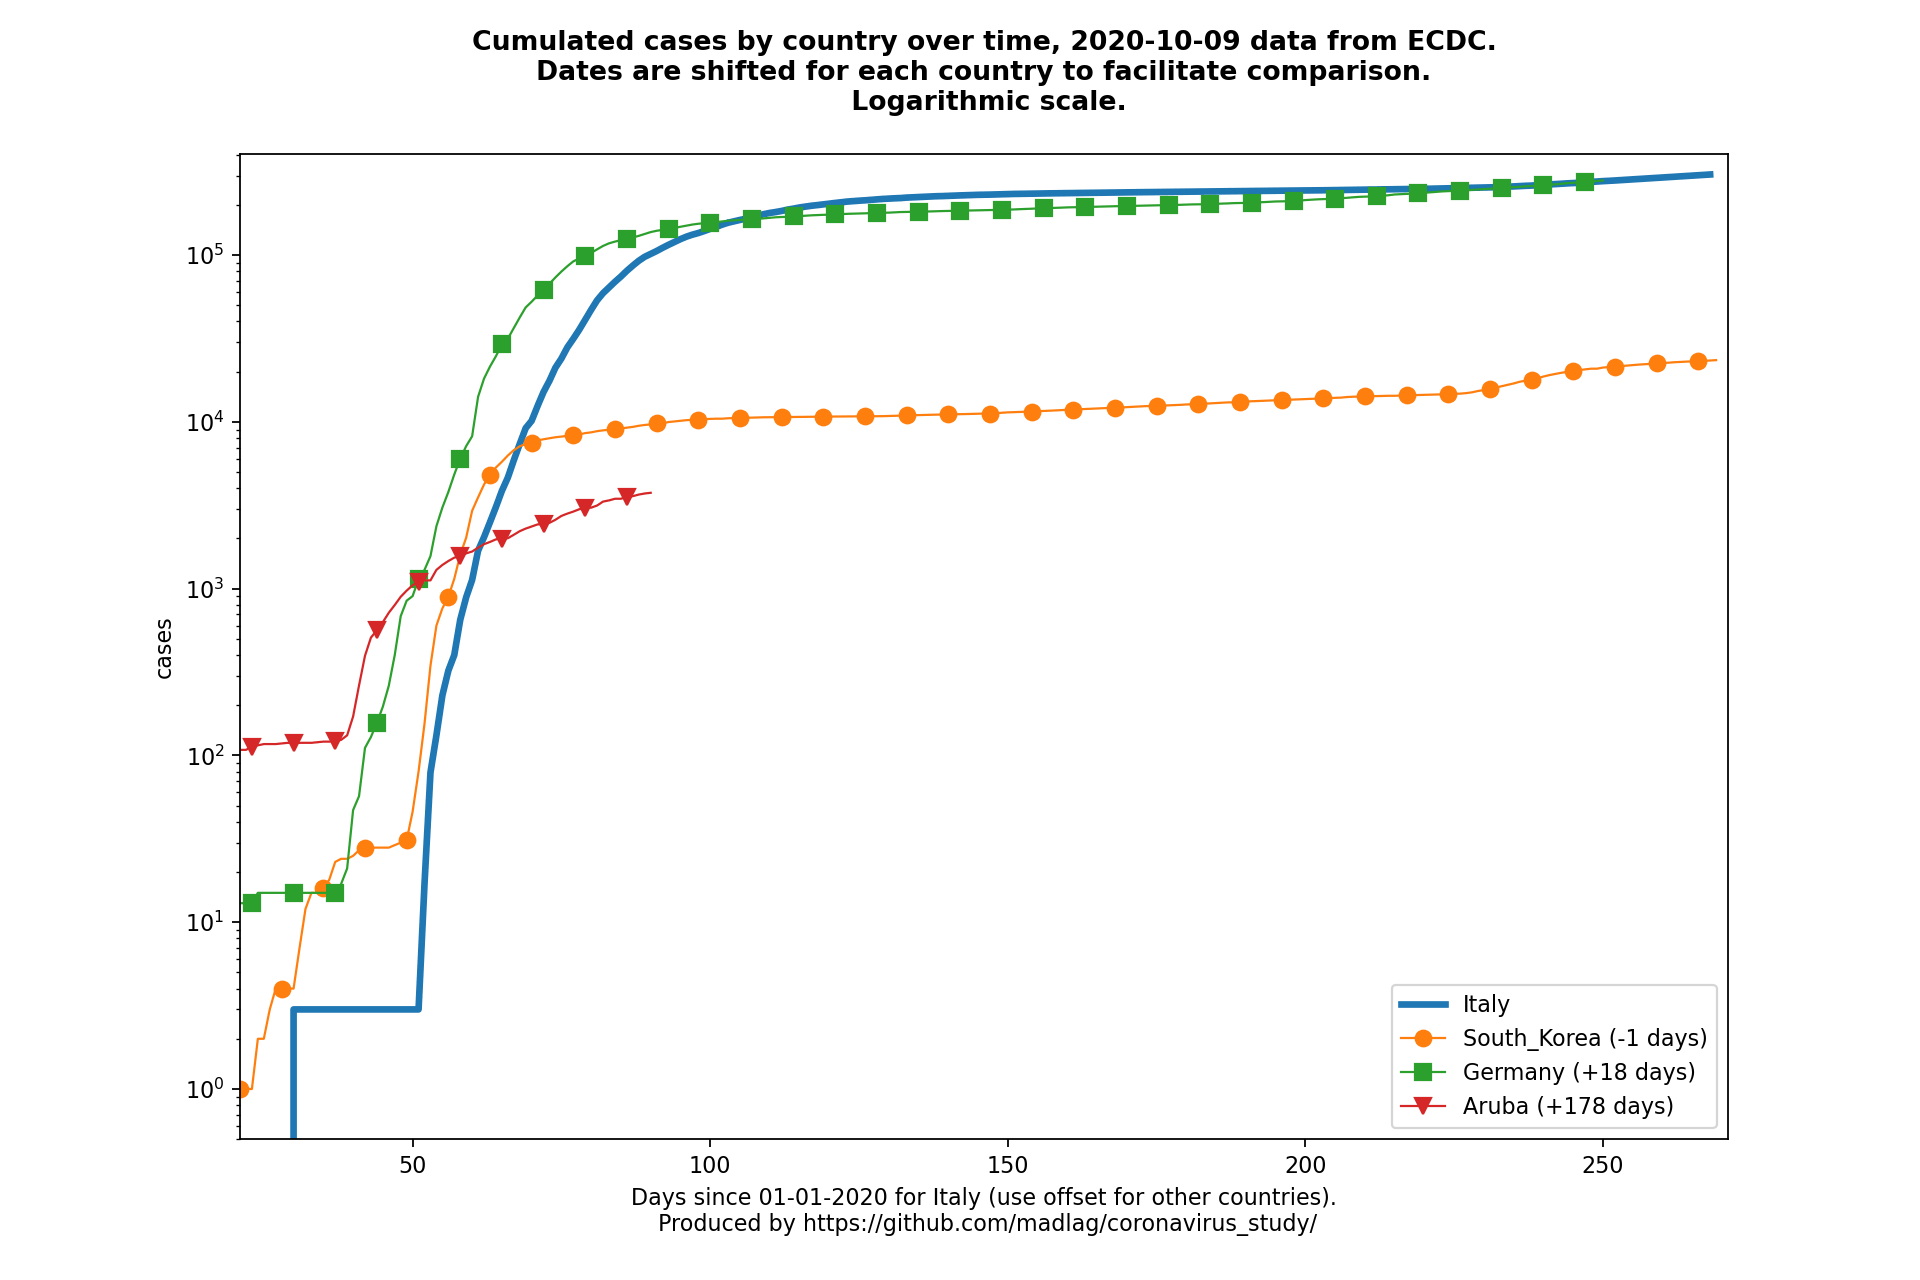 Cumulated cases by country over time, 2020-10-09 data from ECDC.
Dates are shifted for each country to facilitate comparison.
Logarithmic scale.
10^5
10^4
10^3
10^2
10^1
10^0
cases
Italy
South_Korea (-1 days)
Germany (+18 days)
Aruba (+178 days)
50 100 150 200 250
Days since 01-01-2020 for Italy (use offset for other countries).
Produced by https://github.com/madlag/coronavirus_study/